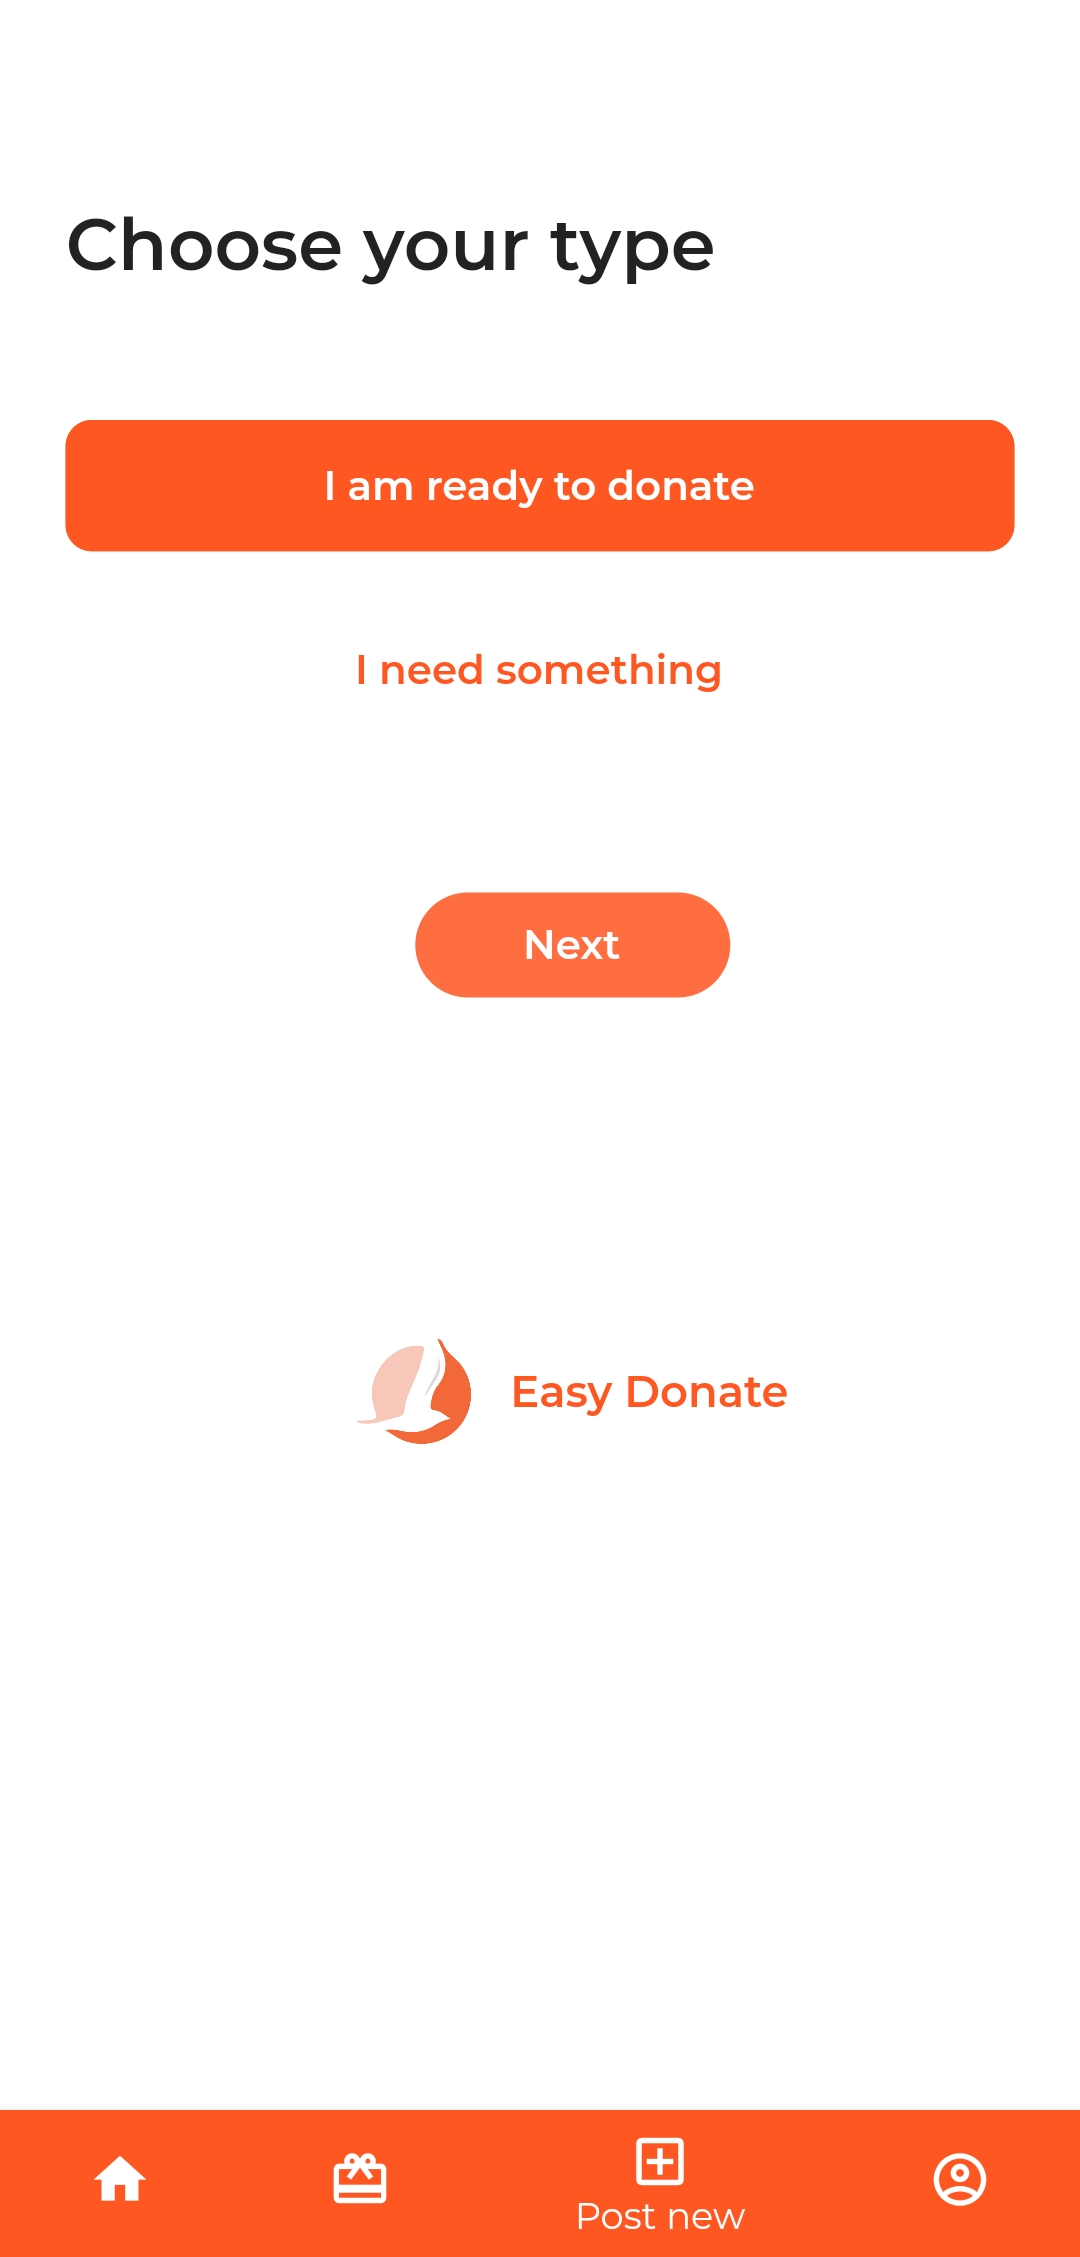 Choose your type
I am ready to donate
I need something
Next
Easy Donate
Post new